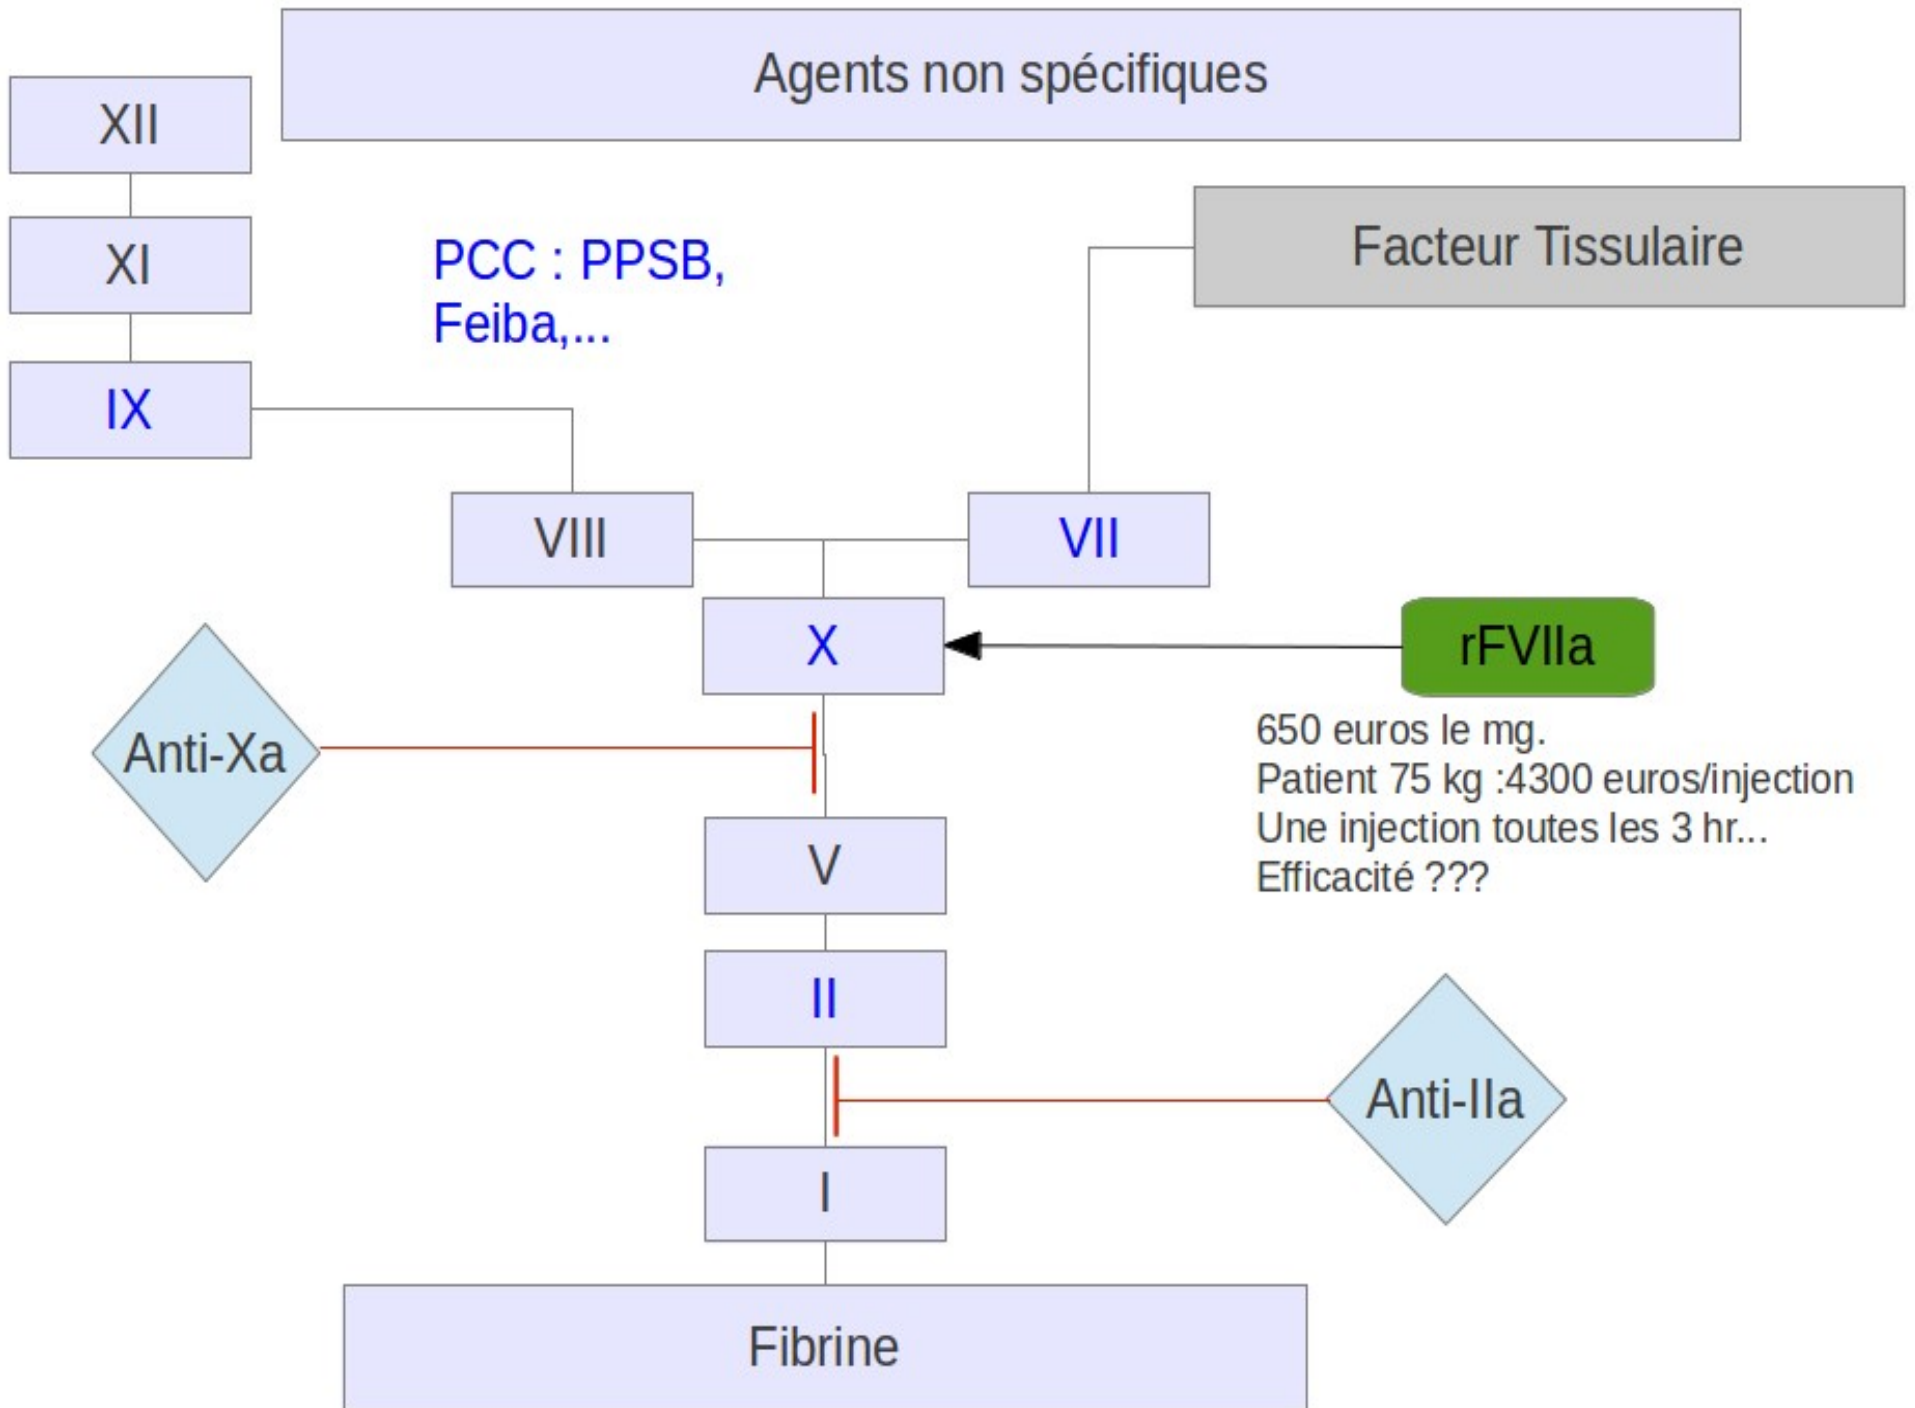 Agents non spécifiques
XII
Facteur Tissulaire
XI
PCC : PPSB,
Feiba,...
IX
VIII
VII
X
rFVIIa
Anti-Xa
650 euros le mg.
Patient 75 kg :4300 euros/injection
Une injection toutes les 3 hr...
Efficacité ???
V
II
Anti-IIa
I
Fibrine